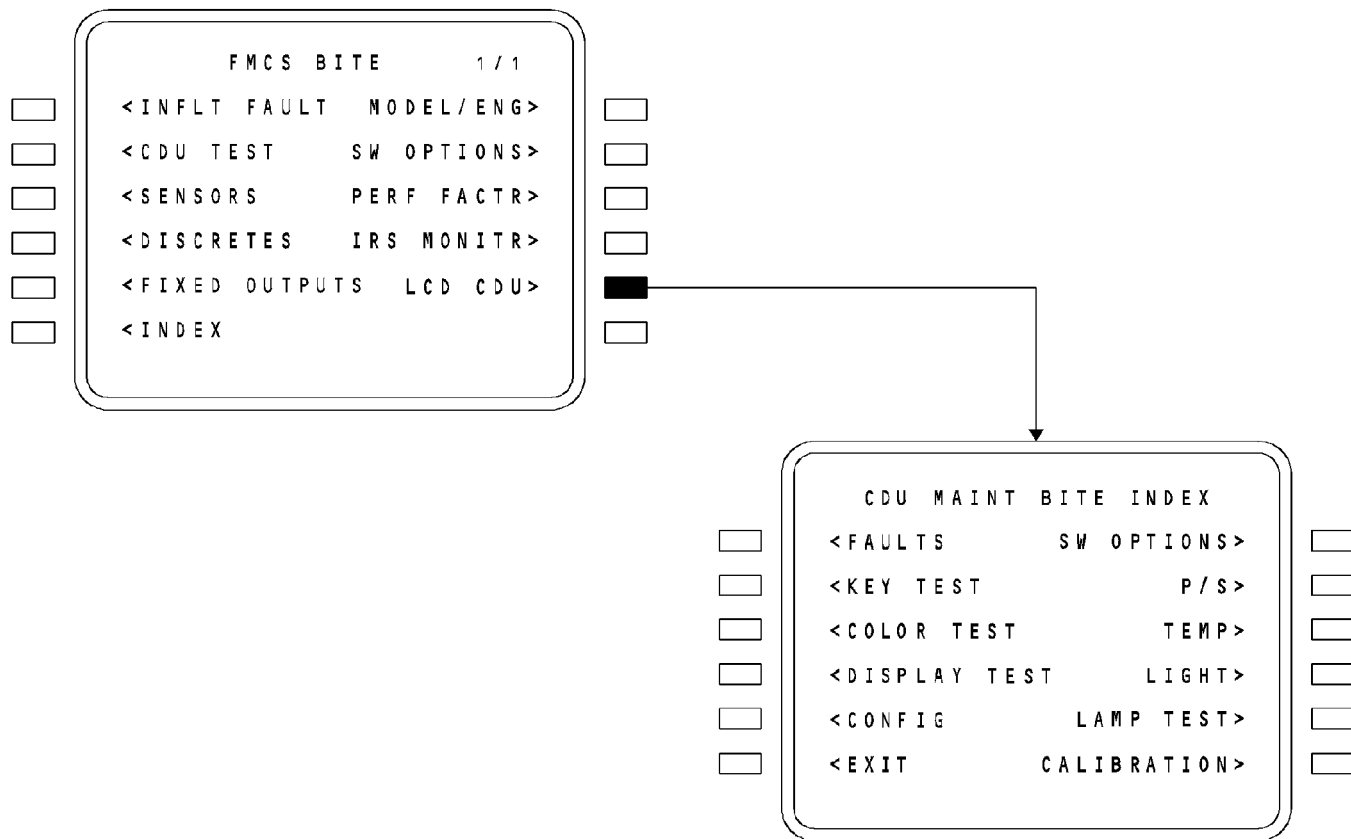 FMCS BITE 1/1
<INFLT FAULT MODEL/ENG>
<CDU TEST SW OPTIONS>
<SENSORS PERF FACTR>
<DISCRETES IRS MONITR>
<FIXED OUTPUTS LCD CDU>
<INDEX
CDU MAINT BITE INDEX
<FAULTS SW OPTIONS>
<KEY TEST P/S>
<COLOR TEST TEMP>
<DISPLAY TEST LIGHT>
<CONFIG LAMP TEST>
<EXIT CALIBRATION>